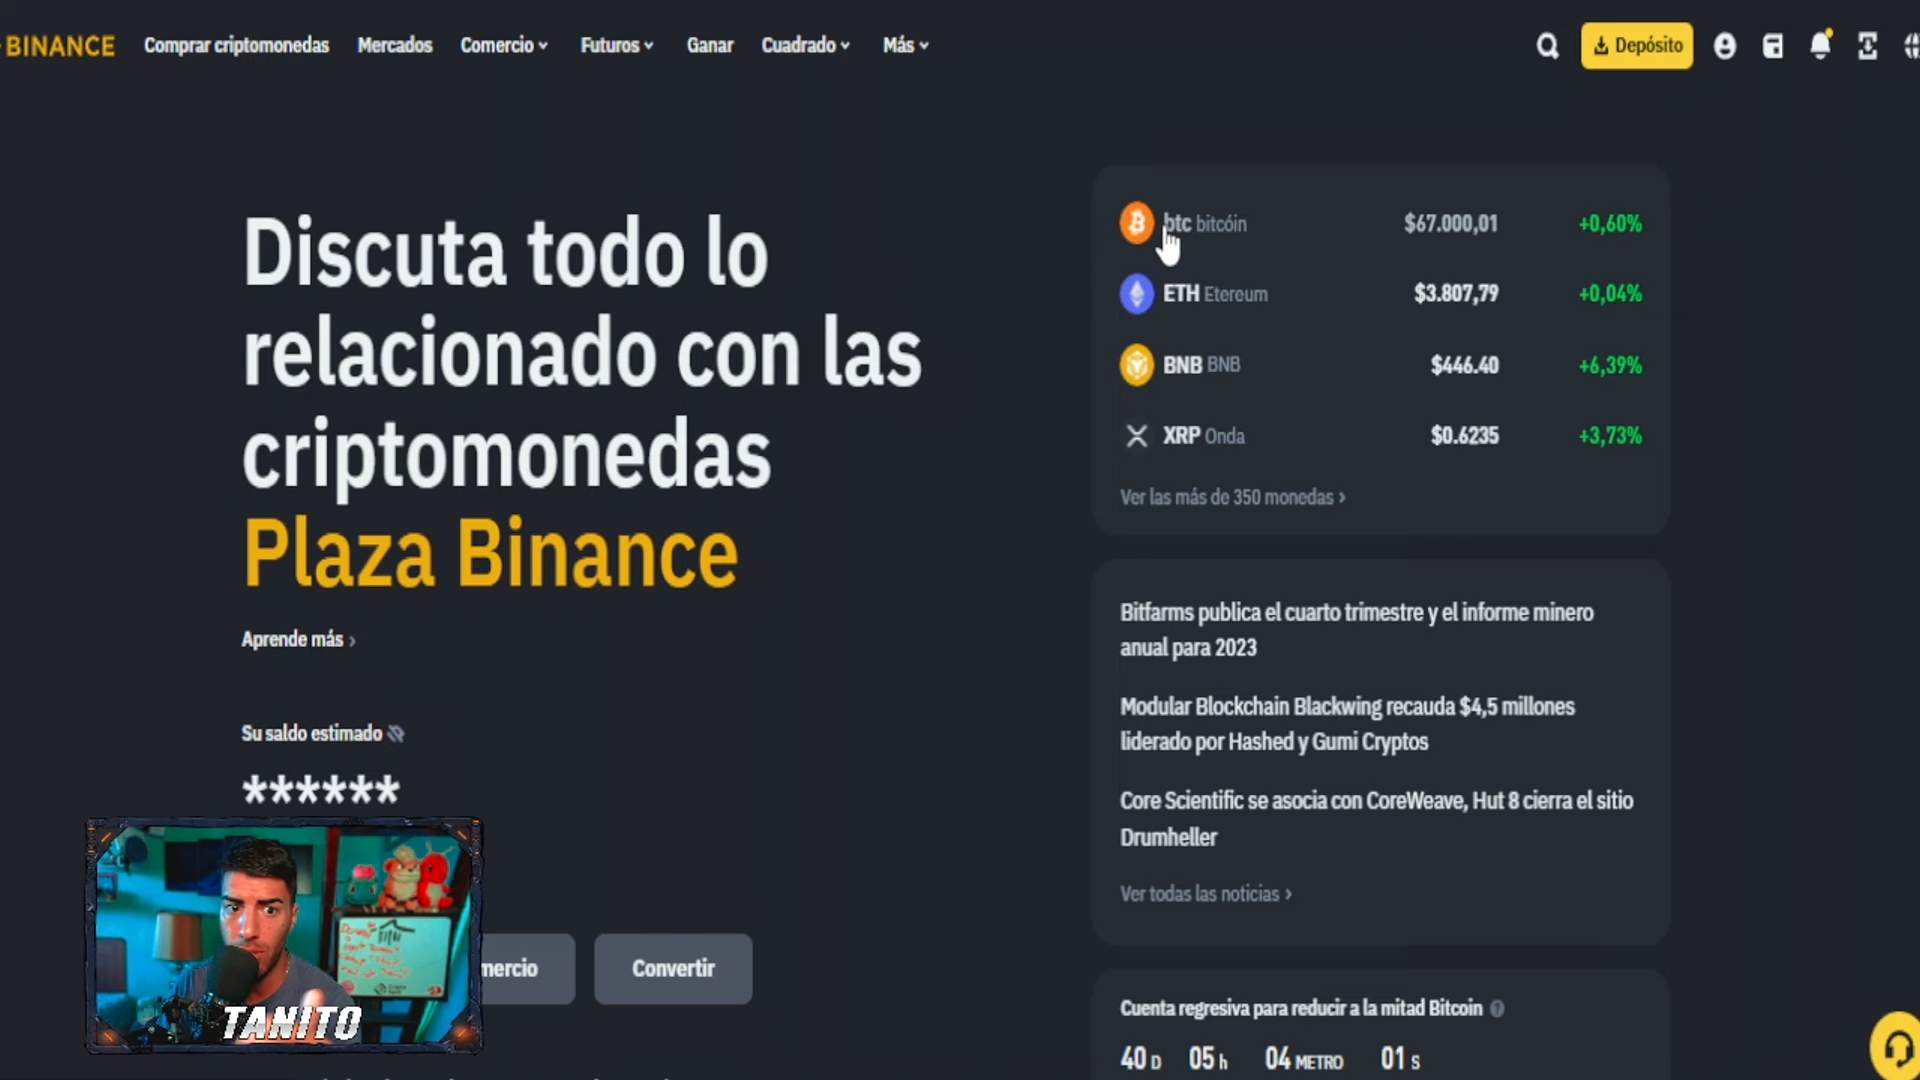 BINANCE
Comprar criptomonedas
Mercados
Comercio
Futuros
Ganar
Cuadrado
Más
Depósito
Discuta todo lo
relacionado con las
criptomonedas
Plaza Binance
Aprende más ›
Su saldo estimado
******
mercio
Convertir
TANITO
btc bitcóin $67.000,01 +0,60%
ETH Etereum $3.807,79 +0,04%
BNB BNB $446.40 +6,39%
XRP Onda $0.6235 +3,73%
Ver las más de 350 monedas ›
Bitfarms publica el cuarto trimestre y el informe minero
anual para 2023
Modular Blockchain Blackwing recauda $4,5 millones
liderado por Hashed y Gumi Cryptos
Core Scientific se asocia con CoreWeave, Hut 8 cierra el sitio
Drumheller
Ver todas las noticias ›
Cuenta regresiva para reducir a la mitad Bitcoin
40 D 05 h 04 METRO 01 S